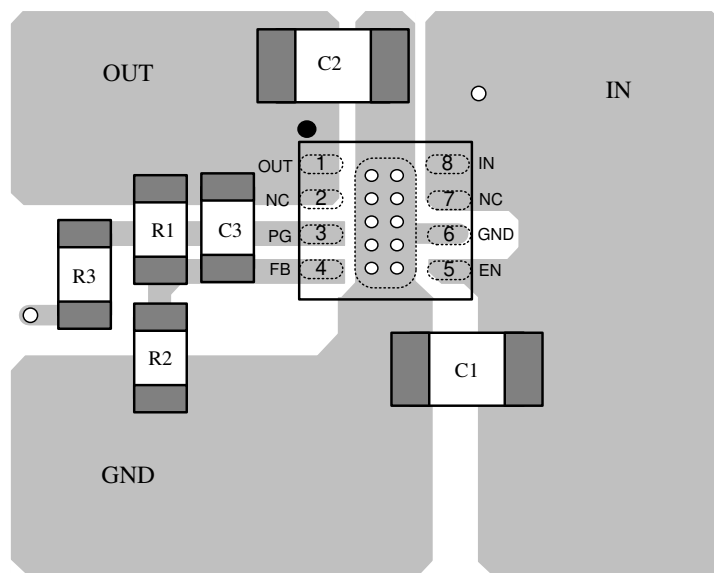 C2
OUT
IN
OUT 1 8 IN
NC 2 7 NC
R1 C3 PG 3 6 GND
FB 4 5 EN
R3
R2
C1
GND